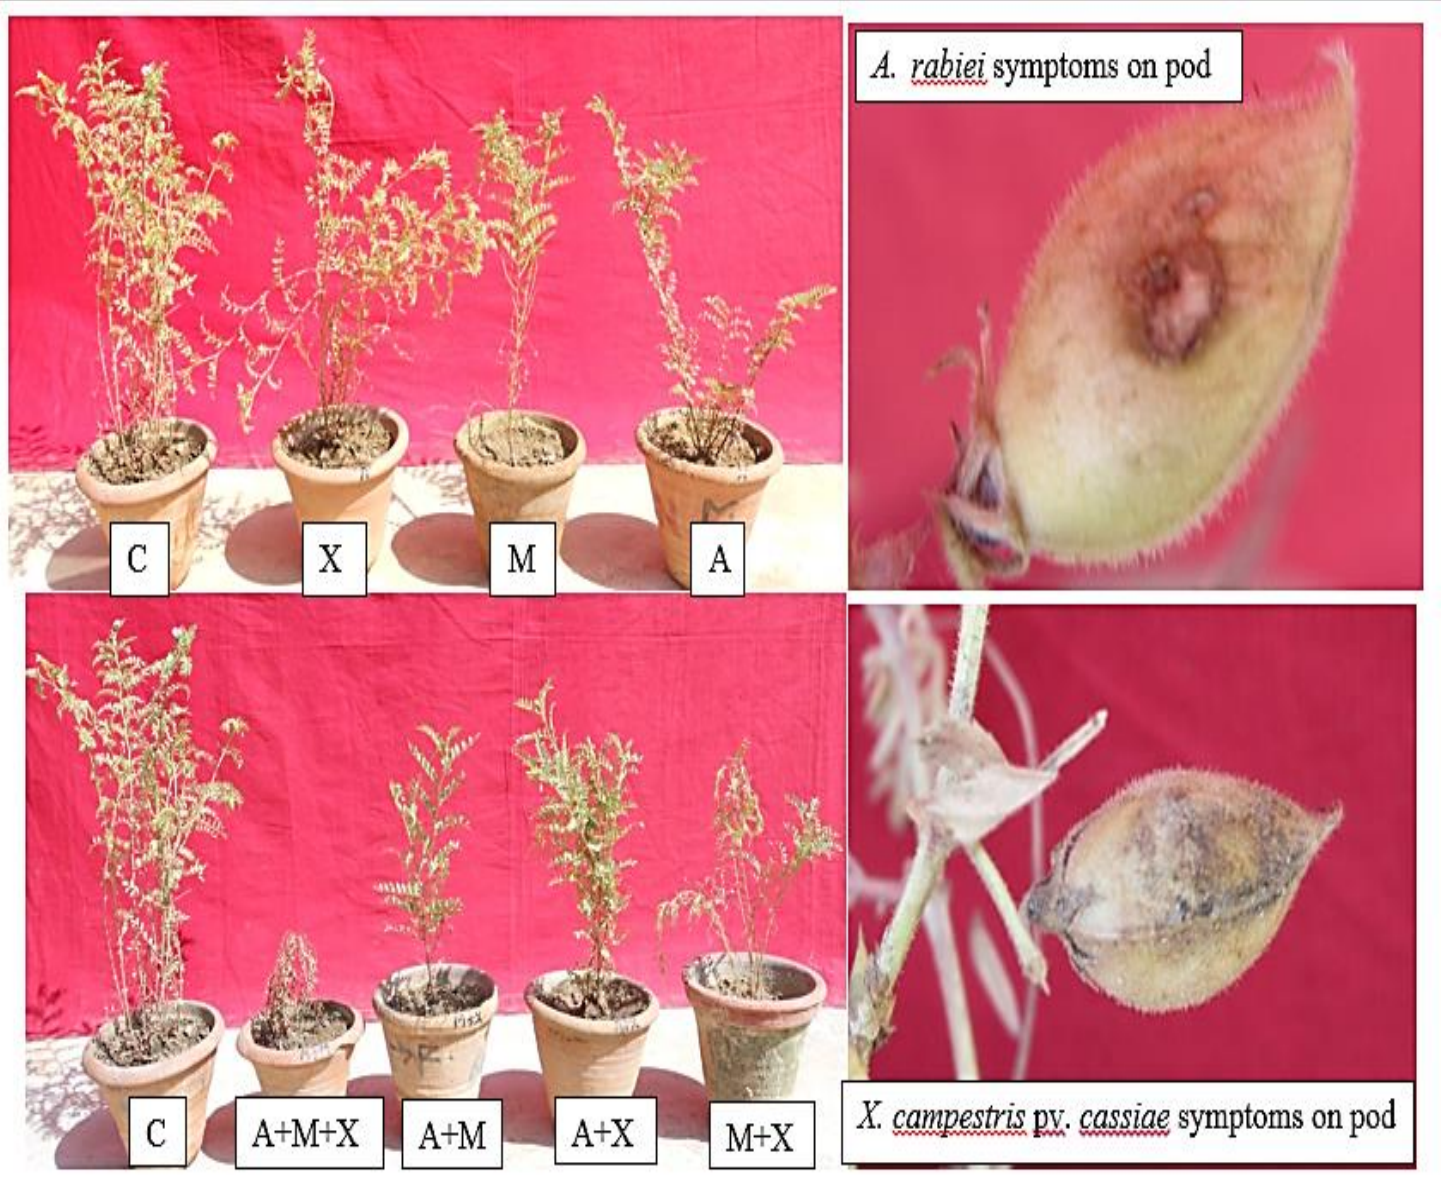 A. rabiei symptoms on pod
C
X
M
A
C
A+M+X
A+M
A+X
M+X
X. campestris pv. cassiae symptoms on pod